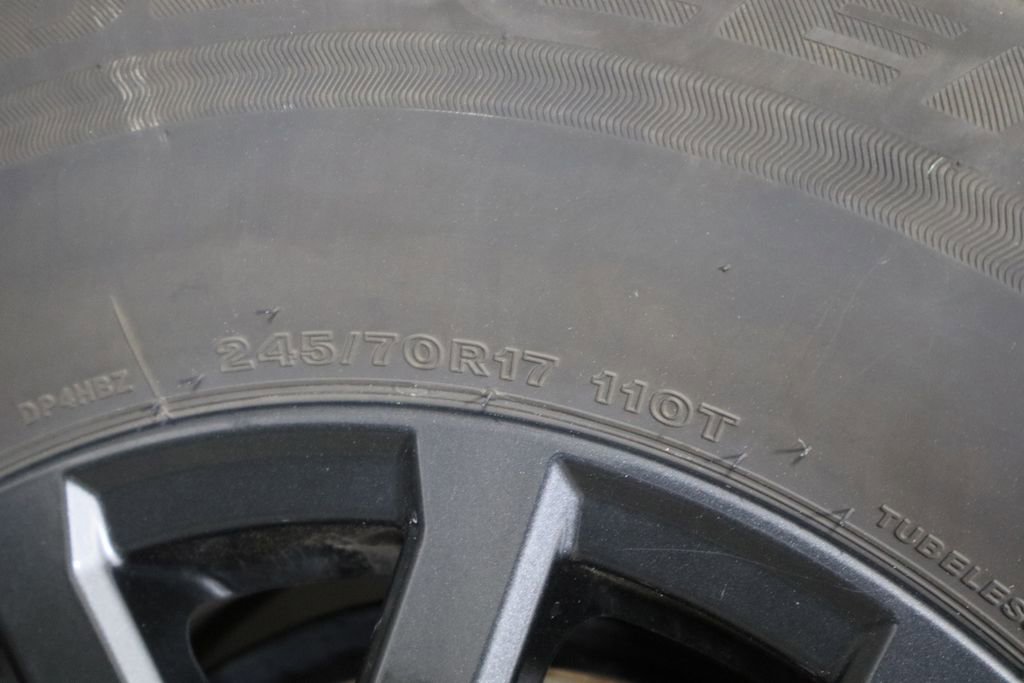 DP4HBZ
245/70R17 110T
TUBELES